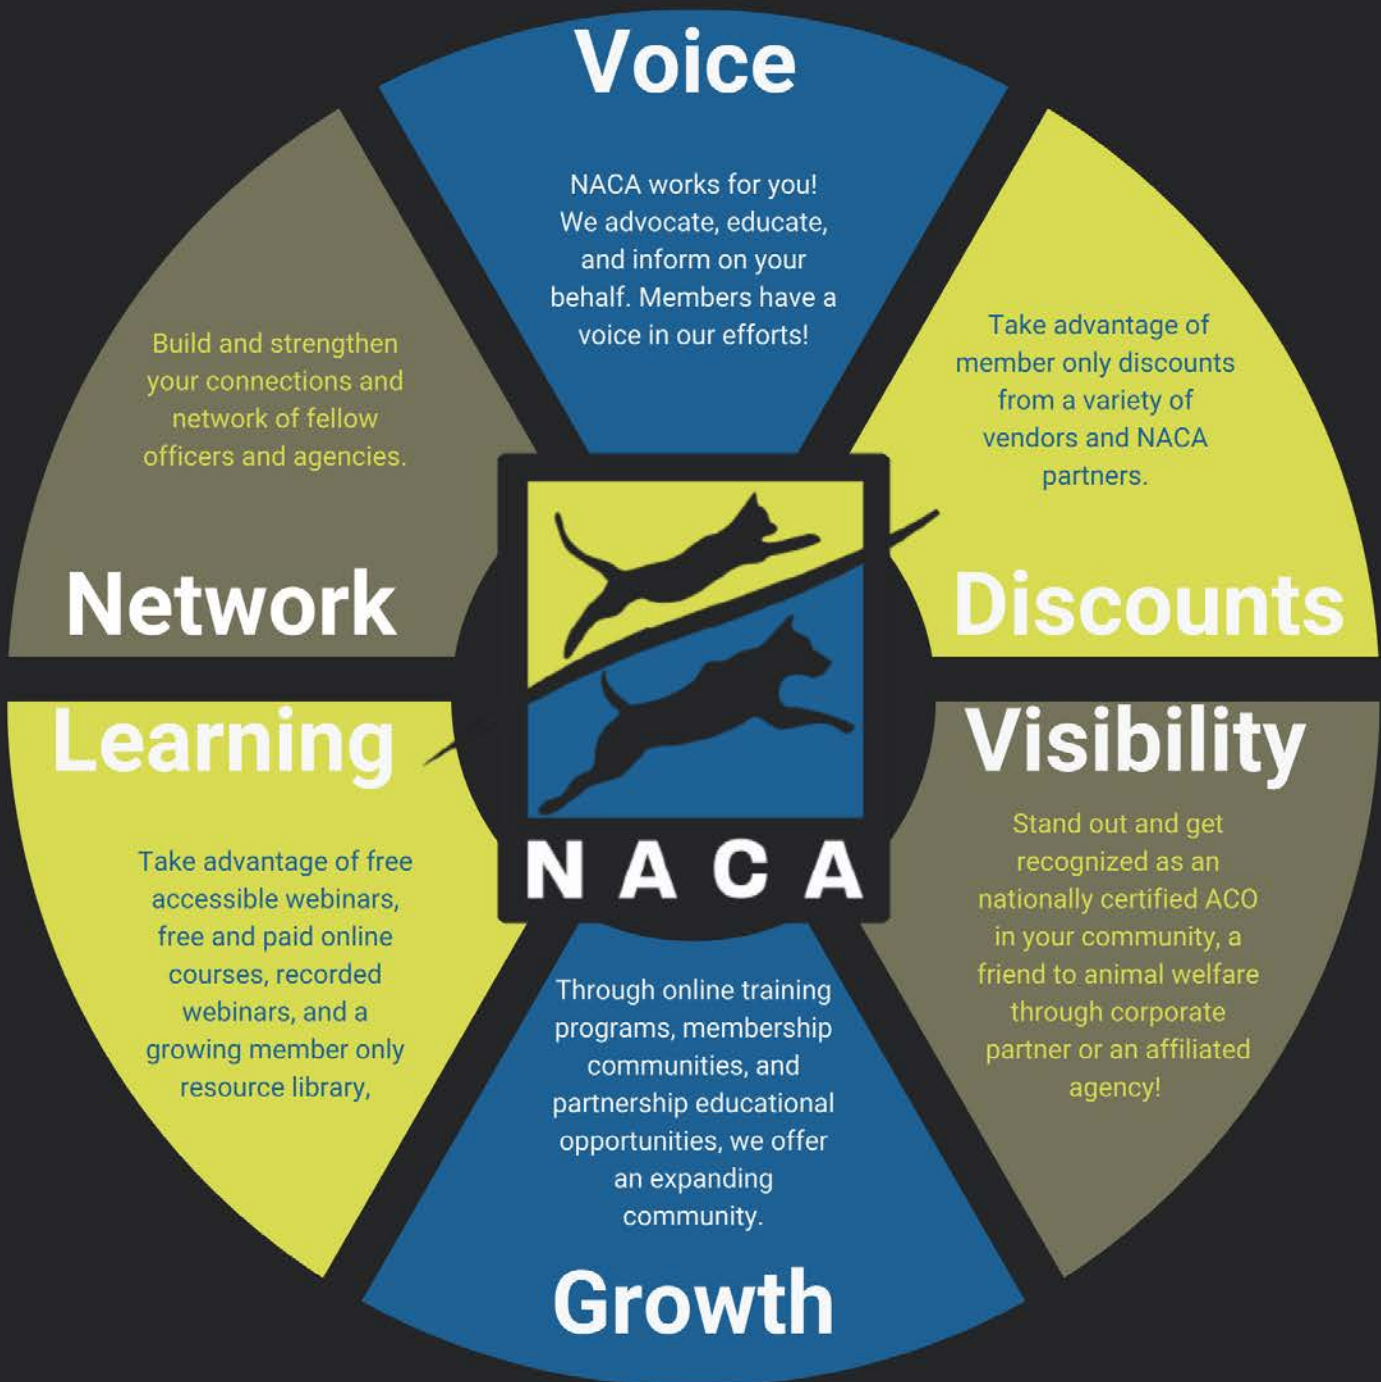 Voice
NACA works for you!
We advocate, educate,
and inform on your
behalf. Members have a
voice in our efforts!
Take advantage of
member only discounts
from a variety of
vendors and NACA
partners.
Discounts
Visibility
Stand out and get
recognized as an
nationally certified ACO
in your community, a
friend to animal welfare
through corporate
partner or an affiliated
agency!
Through online training
programs, membership
communities, and
partnership educational
opportunities, we offer
an expanding
community.
Growth
Learning
Take advantage of free
accessible webinars,
free and paid online
courses, recorded
webinars, and a
growing member only
resource library,
Build and strengthen
your connections and
network of fellow
officers and agencies.
Network
NACA